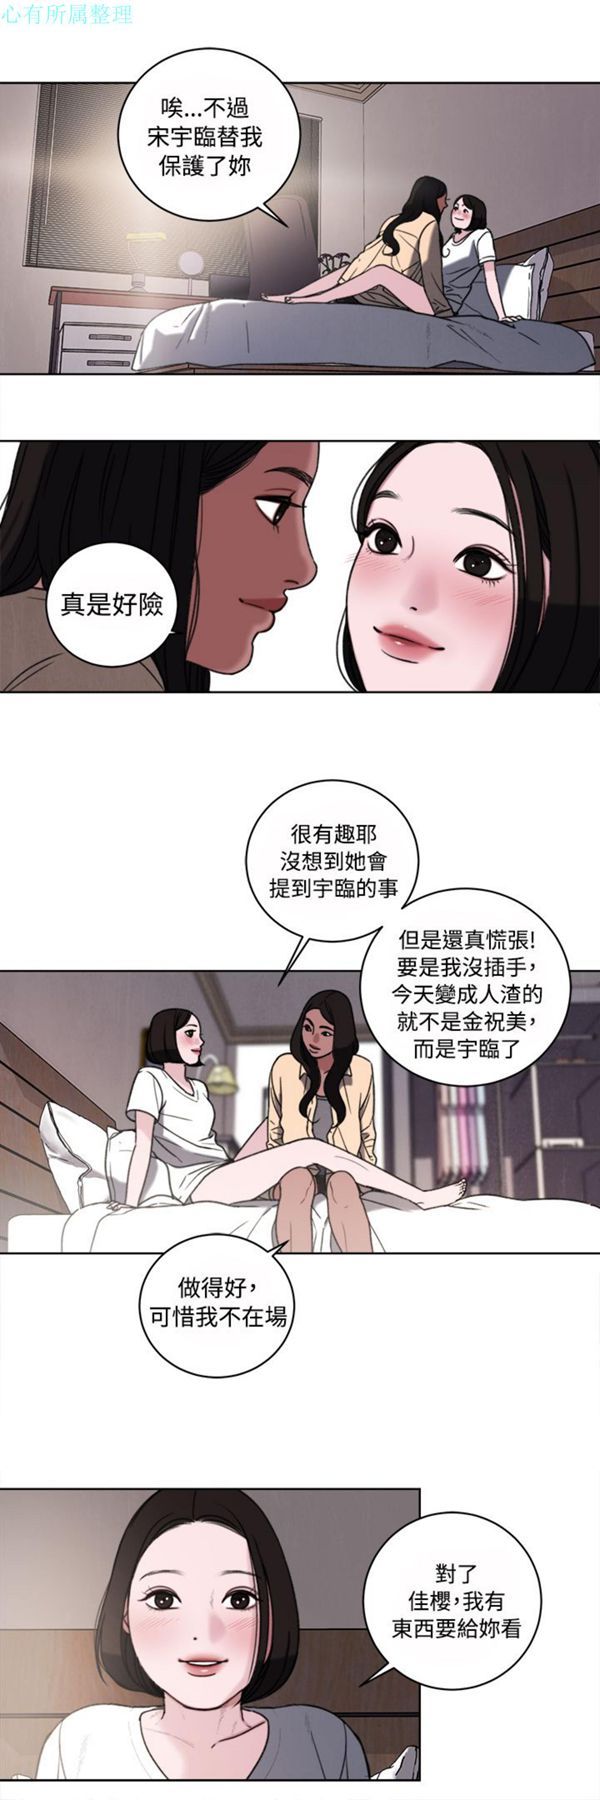 心有所属整理
唉...不過
宋宇臨替我
保護了妳
真是好險
很有趣耶
沒想到她會
提到宇臨的事
但是還真慌張!
要是我沒插手,
今天變成人渣的
就不是金祝美,
而是宇臨了
做得好,
可惜我不在場
對了
佳櫻,我有
東西要給妳看